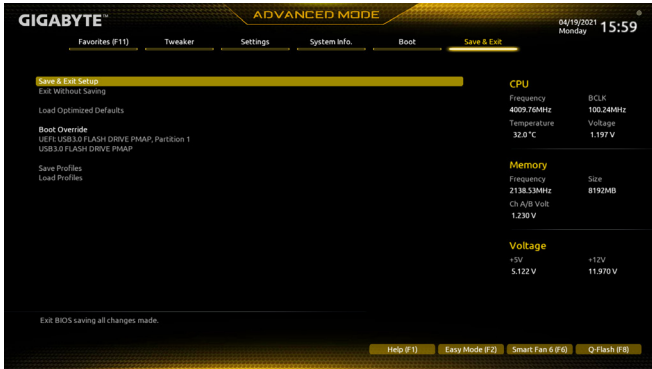 GIGABYTE™
ADVANCED MODE
04/19/2021
Monday
15:59
Favorites (F11) Tweaker Settings System Info. Boot Save & Exit
Save & Exit Setup
Exit Without Saving
Load Optimized Defaults
Boot Override
UEFI: USB3.0 FLASH DRIVE PMAP, Partition 1
USB3.0 FLASH DRIVE PMAP
Save Profiles
Load Profiles
CPU
Frequency BCLK
4009.76MHz 100.24MHz
Temperature Voltage
32.0 °C 1.197 V
Memory
Frequency Size
2138.53MHz 8192MB
Ch A/B Volt
1.230 V
Voltage
+5V +12V
5.122 V 11.970 V
Exit BIOS saving all changes made.
Help (F1) Easy Mode (F2) Smart Fan 6 (F6) Q-Flash (F8)